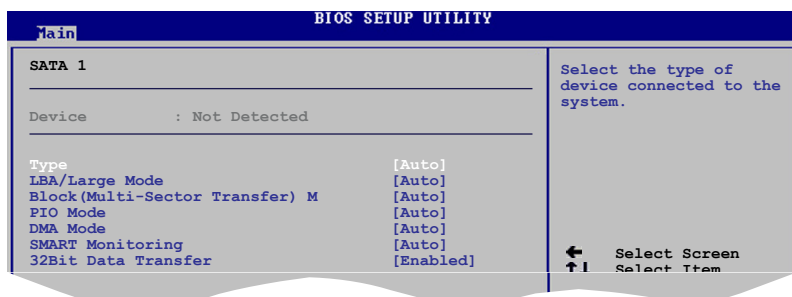 BIOS SETUP UTILITY
Main
SATA 1
Device : Not Detected
Type [Auto]
LBA/Large Mode [Auto]
Block(Multi-Sector Transfer) M [Auto]
PIO Mode [Auto]
DMA Mode [Auto]
SMART Monitoring [Auto]
32Bit Data Transfer [Enabled]
Select the type of
device connected to the
system.
← Select Screen
↑↓ Select Item